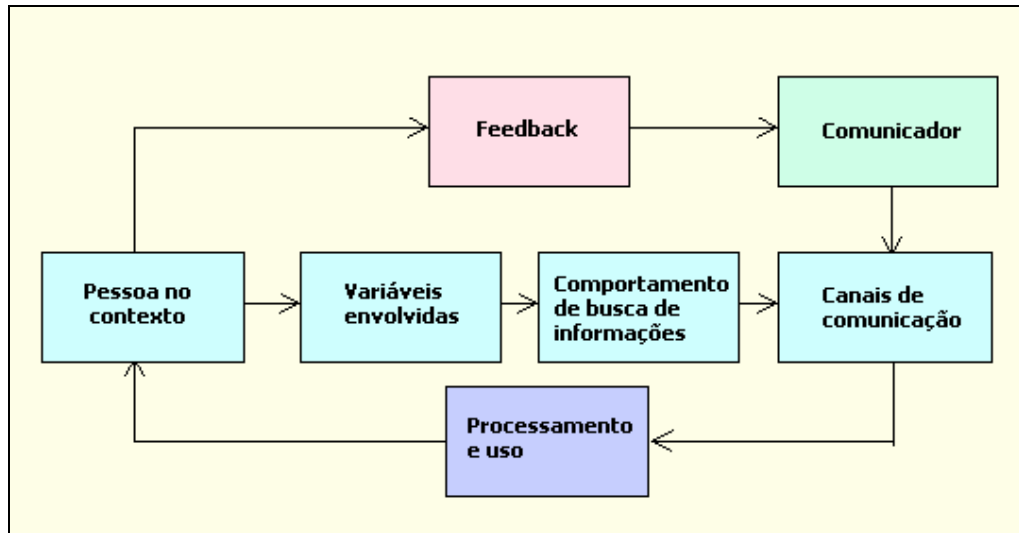 Feedback
Comunicador
Pessoa no
contexto
Variáveis
envolvidas
Comportamento
de busca de
informações
Canais de
comunicação
Processamento
e uso